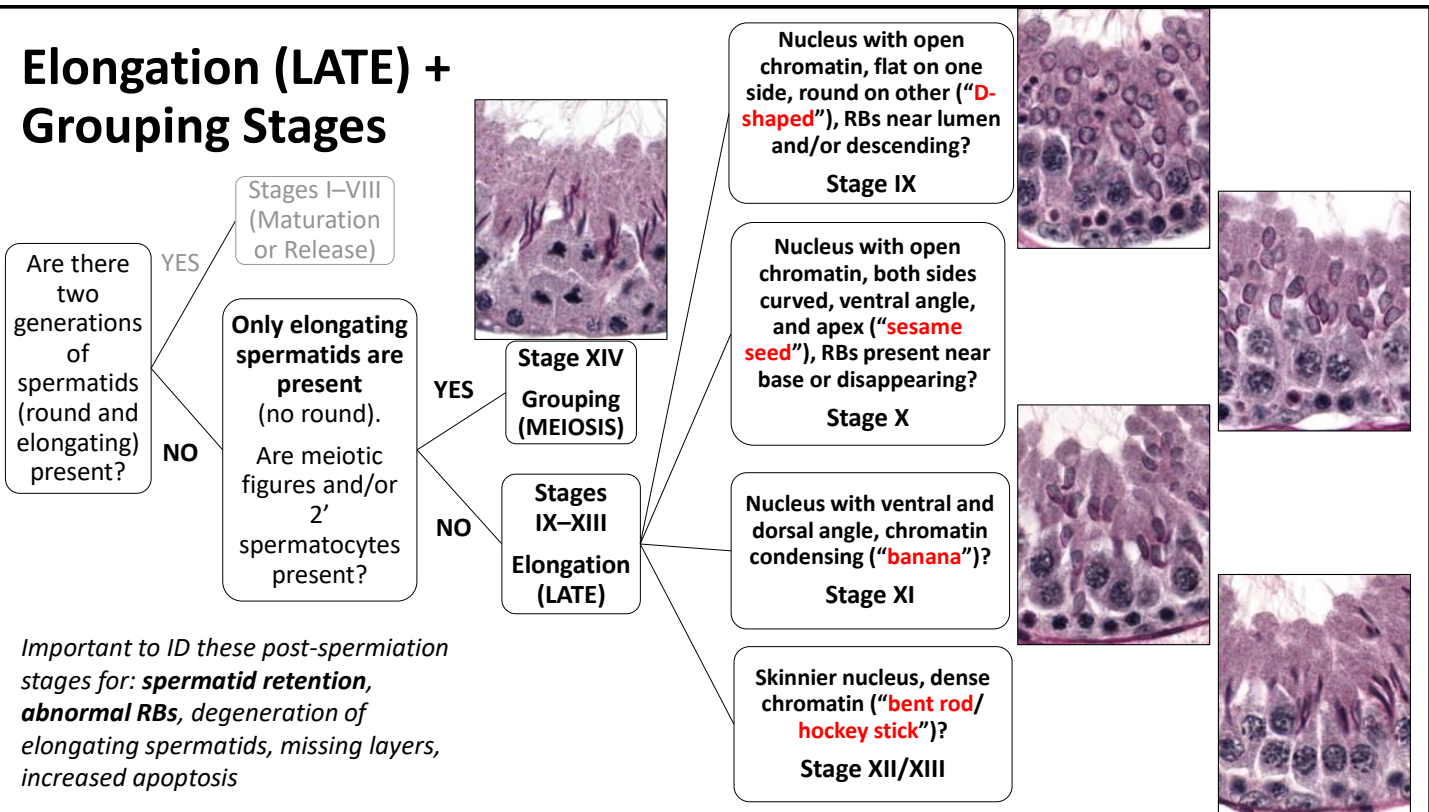 Elongation (LATE) +
Grouping Stages
Are there
two
generations
of
spermatids
(round and
elongating)
present?
YES
Stages I–VIII
(Maturation
or Release)
NO
Only elongating
spermatids are
present
(no round).
Are meiotic
figures and/or
2’
spermatocytes
present?
YES
Stage XIV
Grouping
(MEIOSIS)
NO
Stages
IX–XIII
Elongation
(LATE)
Nucleus with open
chromatin, flat on one
side, round on other (“D-
shaped”), RBs near lumen
and/or descending?
Stage IX
Nucleus with open
chromatin, both sides
curved, ventral angle,
and apex (“sesame
seed”), RBs present near
base or disappearing?
Stage X
Nucleus with ventral and
dorsal angle, chromatin
condensing (“banana”)?
Stage XI
Skinnier nucleus, dense
chromatin (“bent rod/
hockey stick”)?
Stage XII/XIII
Important to ID these post-spermiation
stages for: spermatid retention,
abnormal RBs, degeneration of
elongating spermatids, missing layers,
increased apoptosis